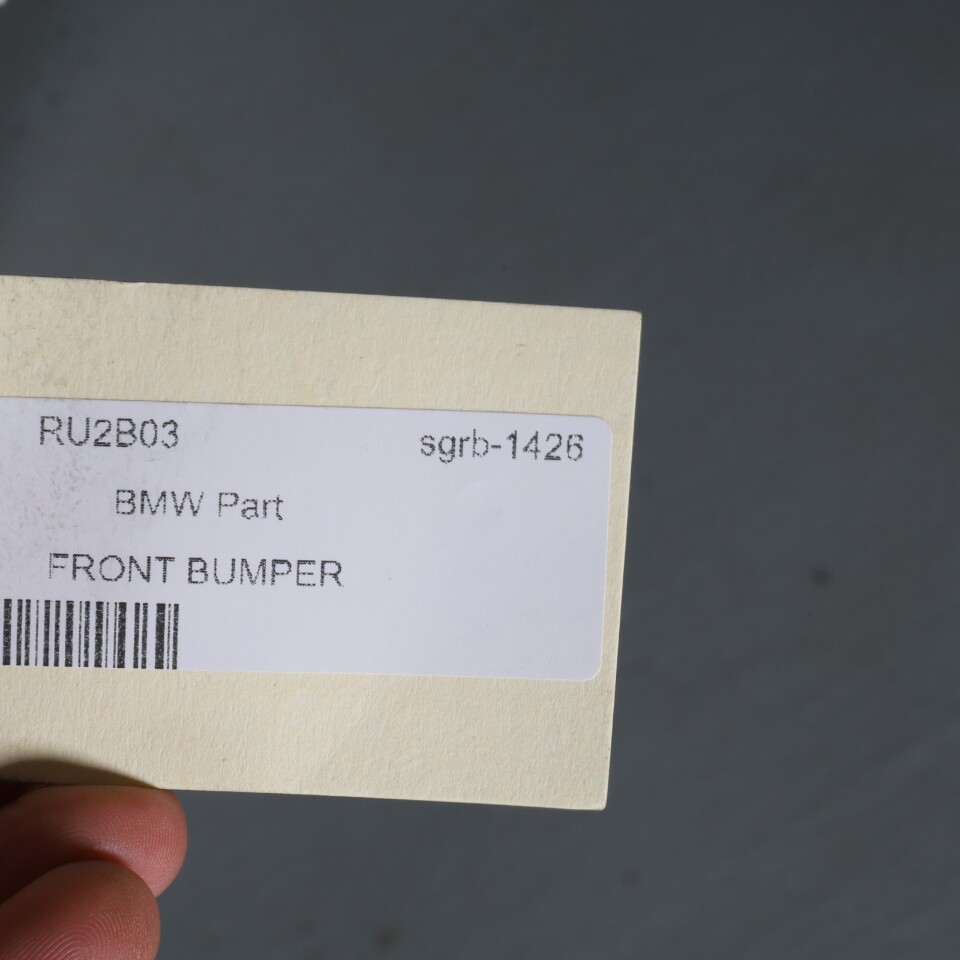 RU2B03 sgrb-1426
BMW Part
FRONT BUMPER